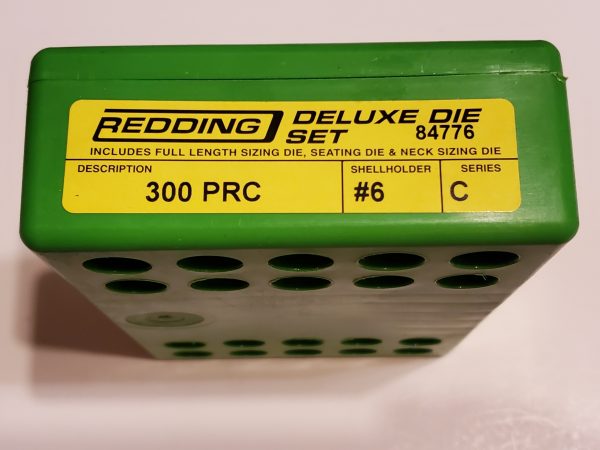 REDDING DELUXE DIE
SET 84776
INCLUDES FULL LENGTH SIZING DIE, SEATING DIE & NECK SIZING DIE
DESCRIPTION SHELLHOLDER SERIES
300 PRC #6 C